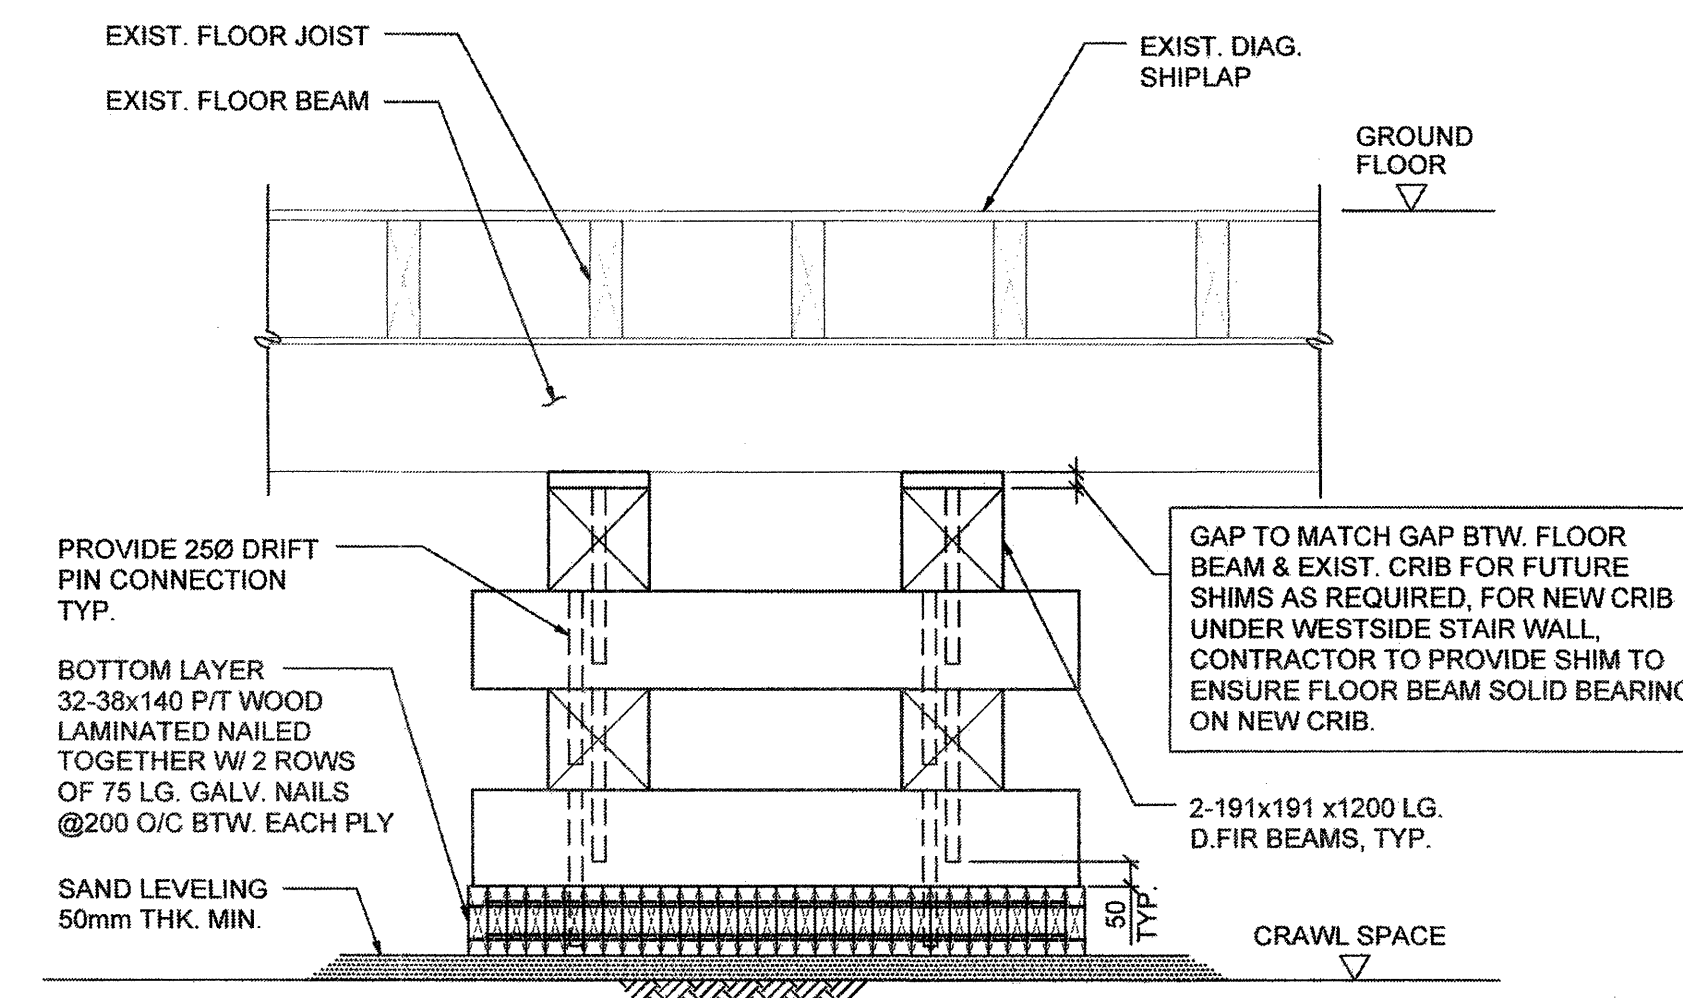 EXIST. FLOOR JOIST
EXIST. FLOOR BEAM
EXIST. DIAG.
SHIPLAP
GROUND
FLOOR
PROVIDE 25Ø DRIFT
PIN CONNECTION
TYP.
BOTTOM LAYER
32-38x140 P/T WOOD
LAMINATED NAILED
TOGETHER W/ 2 ROWS
OF 75 LG. GALV. NAILS
@200 O/C BTW. EACH PLY
SAND LEVELING
50mm THK. MIN.
GAP TO MATCH GAP BTW. FLOOR
BEAM & EXIST. CRIB FOR FUTURE
SHIMS AS REQUIRED, FOR NEW CRIB
UNDER WESTSIDE STAIR WALL,
CONTRACTOR TO PROVIDE SHIM TO
ENSURE FLOOR BEAM SOLID BEARING
ON NEW CRIB.
2-191x191 x1200 LG.
D.FIR BEAMS, TYP.
50
TYP.
CRAWL SPACE